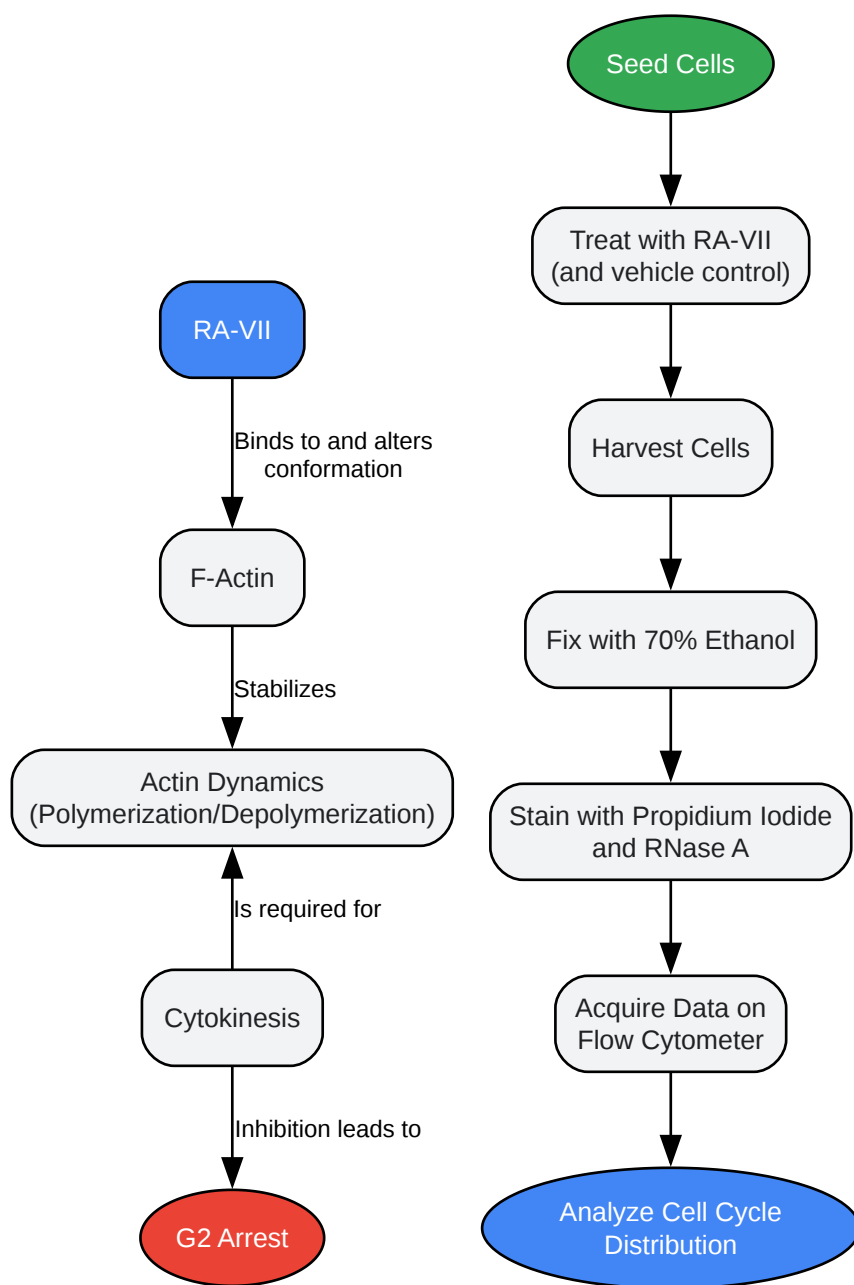 RA-VII
Binds to and alters
conformation
F-Actin
Stabilizes
Actin Dynamics
(Polymerization/Depolymerization)
Is required for
Cytokinesis
Inhibition leads to
G2 Arrest
Seed Cells
Treat with RA-VII
(and vehicle control)
Harvest Cells
Fix with 70% Ethanol
Stain with Propidium Iodide
and RNase A
Acquire Data on
Flow Cytometer
Analyze Cell Cycle
Distribution